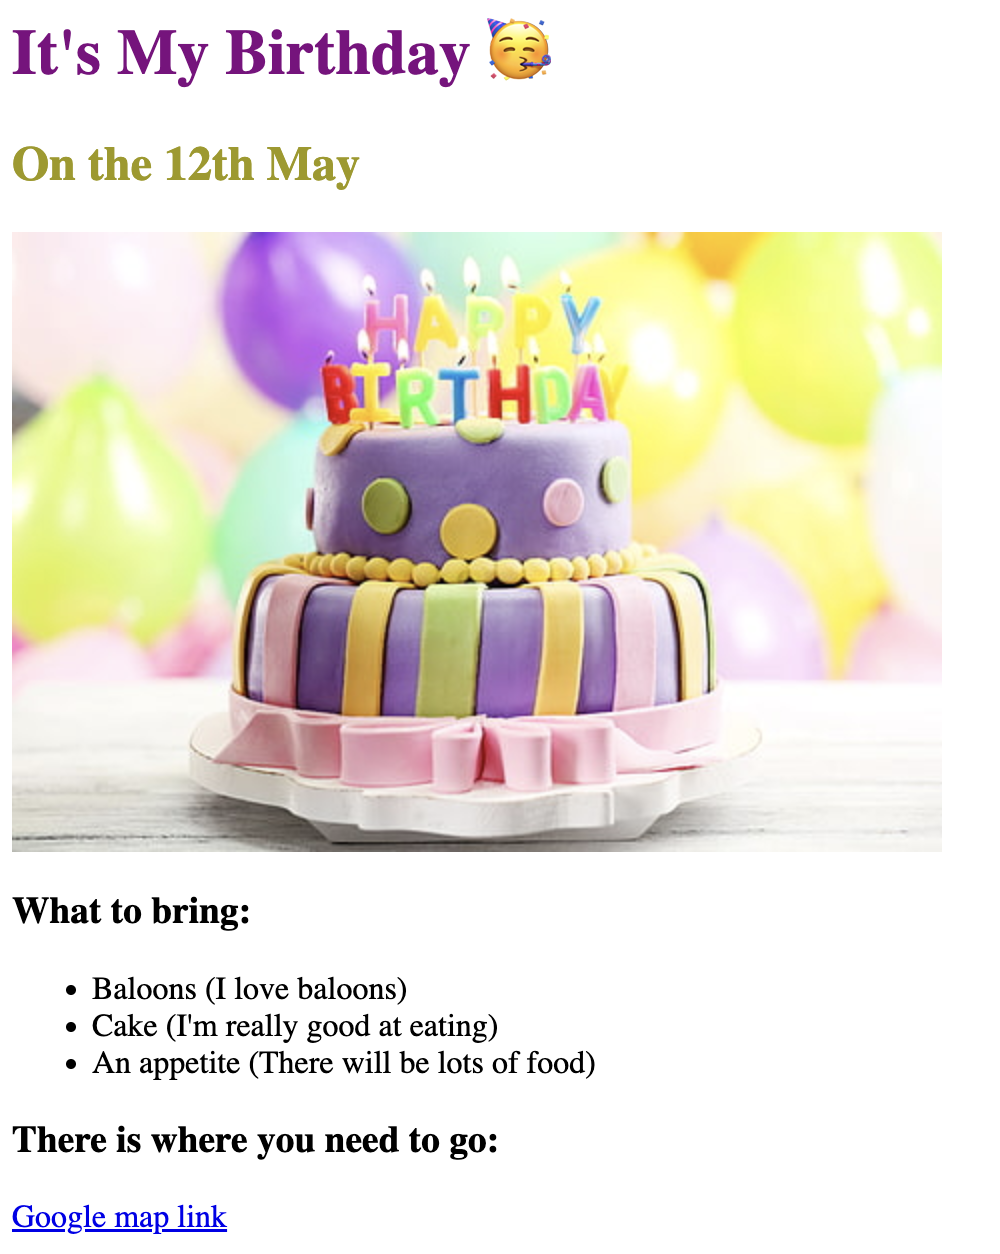 It's My Birthday 🥳
On the 12th May
HAPPY
BIRTHDAY
What to bring:
Baloons (I love baloons)
Cake (I'm really good at eating)
An appetite (There will be lots of food)
There is where you need to go:
Google map link